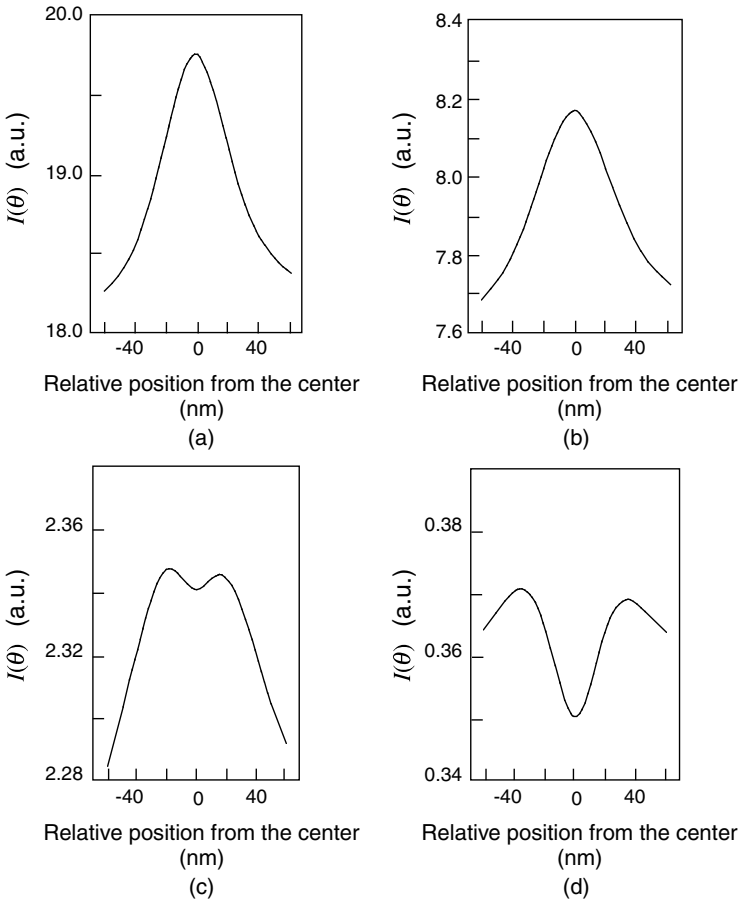 20.0
19.0
18.0
I(θ) (a.u.)
-40 0 40
Relative position from the center
(nm)
(a)
8.4
8.2
8.0
7.8
7.6
I(θ) (a.u.)
-40 0 40
Relative position from the center
(nm)
(b)
2.36
2.32
2.28
I(θ) (a.u.)
-40 0 40
Relative position from the center
(nm)
(c)
0.38
0.36
0.34
I(θ) (a.u.)
-40 0 40
Relative position from the center
(nm)
(d)